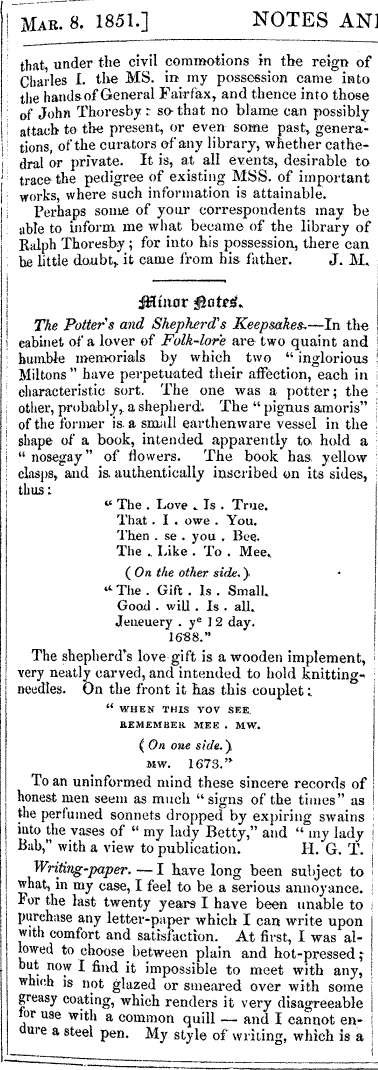 MAR. 8. 1851.] NOTES AN
that, under the civil commotions in the reign of
Charles I. the MS. in my possession came into
the hands of General Fairfax, and thence into those
of John Thoresby: so that no blame can possibly
attach to the present, or even some past, genera-
tions, of the curators of any library, whether cathe-
dral or private. It is, at all events, desirable to
trace the pedigree of existing MSS. of important
works, where such information is attainable.
Perhaps some of your correspondents may be
able to inform me what became of the library of
Ralph Thoresby; for into his possession, there can
be little doubt, it came from his father. J. M.
Minor Notes.
The Potter's and Shepherd's Keepsakes.—In the
cabinet of a lover of Folk-lore are two quaint and
humble memorials by which two "inglorious
Miltons" have perpetuated their affection, each in
characteristic sort. The one was a potter; the
other, probably, a shepherd. The "pignus amoris"
of the former is a small earthenware vessel in the
shape of a book, intended apparently to hold a
"nosegay" of flowers. The book has yellow
clasps, and is authentically inscribed on its sides,
thus:
"The . Love . Is . True.
That . I . owe . You.
Then . se . you . Bee.
The . Like . To . Mee.
(On the other side.)
"The . Gift . Is . Small.
Good . will . Is . all.
Jeneuery . yᵉ 12 day.
1688."
The shepherd's love gift is a wooden implement,
very neatly carved, and intended to hold knitting-
needles. On the front it has this couplet:
"WHEN THIS YOV SEE.
REMEMBER MEE . MW.
(On one side.)
MW. 1673."
To an uninformed mind these sincere records of
honest men seem as much "signs of the times" as
the perfumed sonnets dropped by expiring swains
into the vases of "my lady Betty," and "my lady
Bab," with a view to publication. H. G. T.
Writing-paper. — I have long been subject to
what, in my case, I feel to be a serious annoyance.
For the last twenty years I have been unable to
purchase any letter-paper which I can write upon
with comfort and satisfaction. At first, I was al-
lowed to choose between plain and hot-pressed;
but now I find it impossible to meet with any,
which is not glazed or smeared over with some
greasy coating, which renders it very disagreeable
for use with a common quill — and I cannot en-
dure a steel pen. My style of writing, which is a